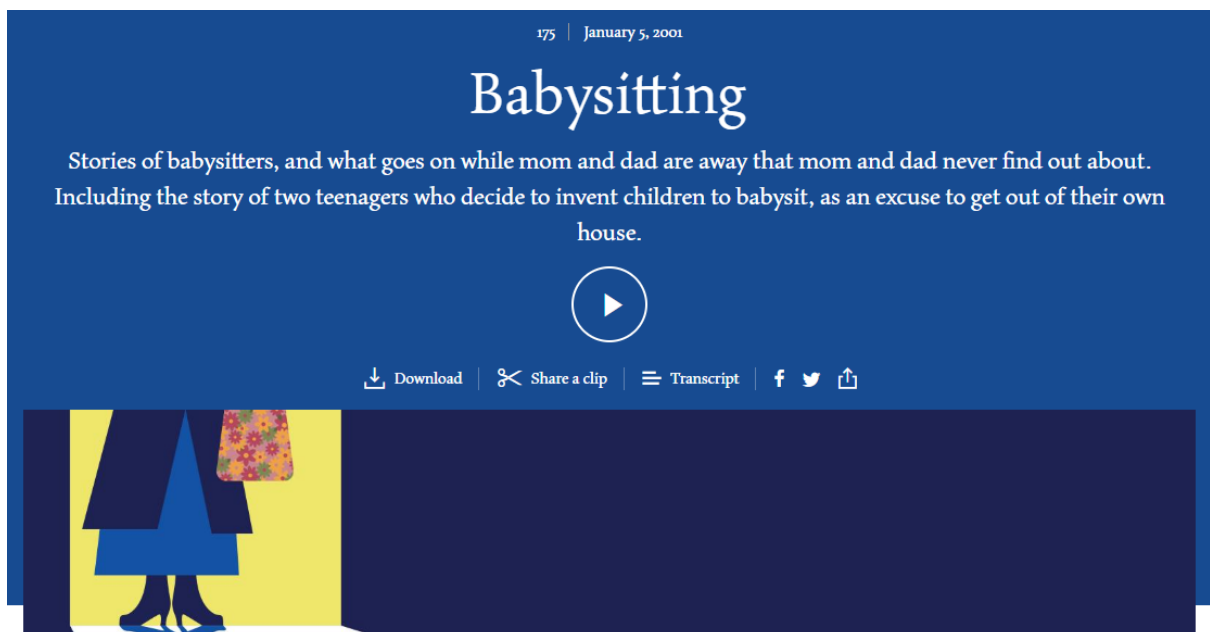 175 | January 5, 2001
Babysitting
Stories of babysitters, and what goes on while mom and dad are away that mom and dad never find out about.
Including the story of two teenagers who decide to invent children to babysit, as an excuse to get out of their own
house.
Download | Share a clip | Transcript